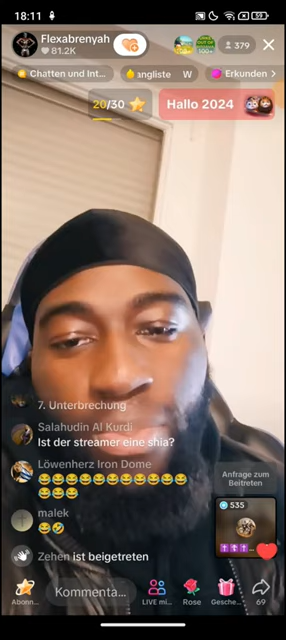 18:11
59
Flexabrenyah
81.2K
100+
379
Chatten und Int...
angliste
W
Erkunden >
20/30
Hallo 2024
7. Unterbrechung
Salahudin Al Kurdi
Ist der streamer eine shia?
Löwenherz Iron Dome
😂😂😂😂😂😂😂😂😂😂😂
😂😂😂
malek
😂🤣
Zehen ist beigetreten
Anfrage zum
Beitreten
535
Abonn...
Kommenta...
LIVE mi...
Rose
Gesche...
69